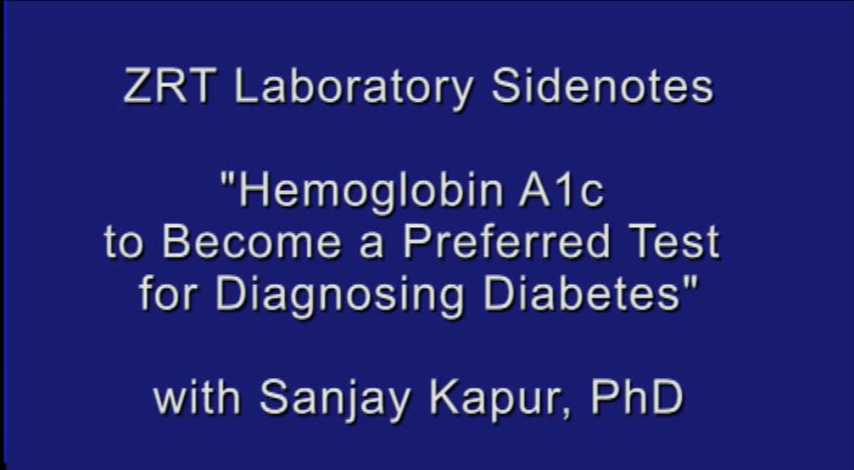 ZRT Laboratory Sidenotes
"Hemoglobin A1c
to Become a Preferred Test
for Diagnosing Diabetes"
with Sanjay Kapur, PhD